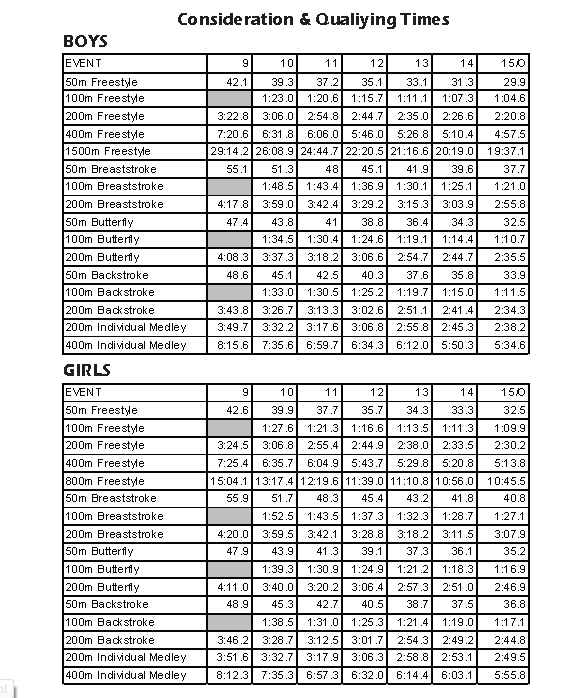 Consideration & Qualiying Times
BOYS
EVENT 9 10 11 12 13 14 15/O
50m Freestyle 42.1 39.3 37.2 35.1 33.1 31.3 29.9
100m Freestyle 1:23.0 1:20.6 1:15.7 1:11.1 1:07.3 1:04.6
200m Freestyle 3:22.8 3:06.0 2:54.8 2:44.7 2:35.0 2:26.6 2:20.8
400m Freestyle 7:20.6 6:31.8 6:06.0 5:46.0 5:26.8 5:10.4 4:57.5
1500m Freestyle 29:14.2 26:08.9 24:44.7 22:20.5 21:16.6 20:19.0 19:37.1
50m Breaststroke 55.1 51.3 48 45.1 41.9 39.6 37.7
100m Breaststroke 1:48.5 1:43.4 1:36.9 1:30.1 1:25.1 1:21.0
200m Breaststroke 4:17.8 3:59.0 3:42.4 3:29.2 3:15.3 3:03.9 2:55.8
50m Butterfly 47.4 43.8 41 38.8 36.4 34.3 32.5
100m Butterfly 1:34.5 1:30.4 1:24.6 1:19.1 1:14.4 1:10.7
200m Butterfly 4:08.3 3:37.3 3:18.2 3:06.6 2:54.7 2:44.7 2:35.5
50m Backstroke 48.6 45.1 42.5 40.3 37.6 35.8 33.9
100m Backstroke 1:33.0 1:30.5 1:25.2 1:19.7 1:15.0 1:11.5
200m Backstroke 3:43.8 3:26.7 3:13.3 3:02.6 2:51.1 2:41.4 2:34.3
200m Individual Medley 3:49.7 3:32.2 3:17.6 3:06.8 2:55.8 2:45.3 2:38.2
400m Individual Medley 8:15.6 7:35.6 6:59.7 6:34.3 6:12.0 5:50.3 5:34.6
GIRLS
EVENT 9 10 11 12 13 14 15/O
50m Freestyle 42.6 39.9 37.7 35.7 34.3 33.3 32.5
100m Freestyle 1:27.6 1:21.3 1:16.6 1:13.5 1:11.3 1:09.9
200m Freestyle 3:24.5 3:06.8 2:55.4 2:44.9 2:38.0 2:33.5 2:30.2
400m Freestyle 7:25.4 6:35.7 6:04.9 5:43.7 5:29.8 5:20.8 5:13.8
800m Freestyle 15:04.1 13:17.4 12:19.6 11:39.0 11:10.8 10:56.0 10:45.5
50m Breaststroke 55.9 51.7 48.3 45.4 43.2 41.8 40.8
100m Breaststroke 1:52.5 1:43.5 1:37.3 1:32.3 1:28.7 1:27.1
200m Breaststroke 4:20.0 3:59.5 3:42.1 3:28.8 3:18.2 3:11.5 3:07.9
50m Butterfly 47.9 43.9 41.3 39.1 37.3 36.1 35.2
100m Butterfly 1:39.3 1:30.9 1:24.9 1:21.2 1:18.3 1:16.9
200m Butterfly 4:11.0 3:40.0 3:20.2 3:06.4 2:57.3 2:51.0 2:46.9
50m Backstroke 48.9 45.3 42.7 40.5 38.7 37.5 36.8
100m Backstroke 1:38.5 1:31.0 1:25.3 1:21.4 1:19.0 1:17.1
200m Backstroke 3:46.2 3:28.7 3:12.5 3:01.7 2:54.3 2:49.2 2:44.8
200m Individual Medley 3:51.6 3:32.7 3:17.9 3:06.3 2:58.8 2:53.1 2:49.5
400m Individual Medley 8:12.3 7:35.3 6:57.3 6:32.0 6:14.4 6:03.1 5:55.8